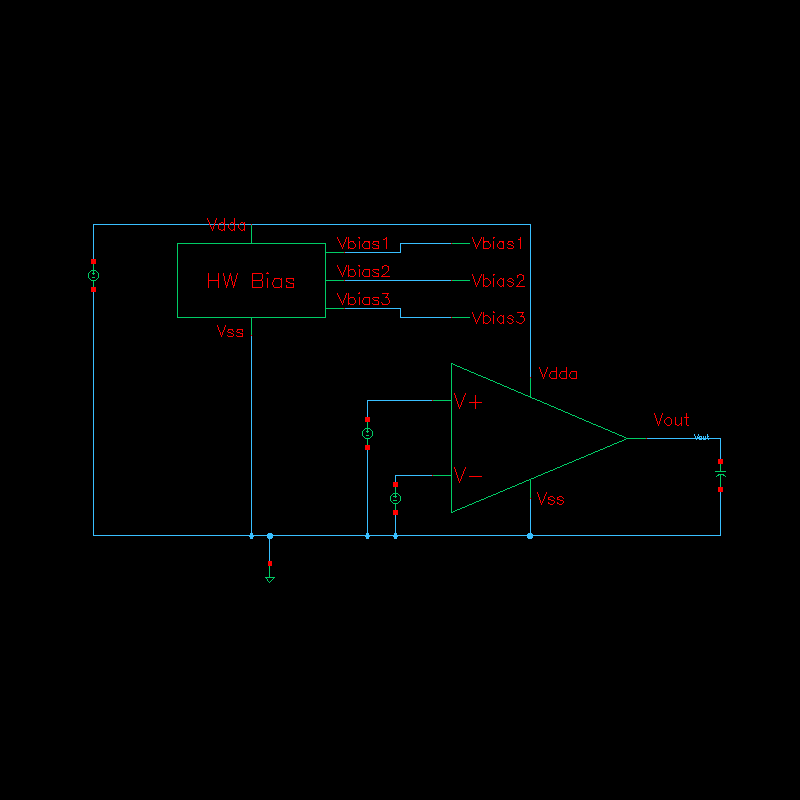 Vdda
Vbias1 Vbias1
HW Bias Vbias2 Vbias2
Vbias3 Vbias3
Vss
Vdda
V+
Vout
Vout
V-
Vss